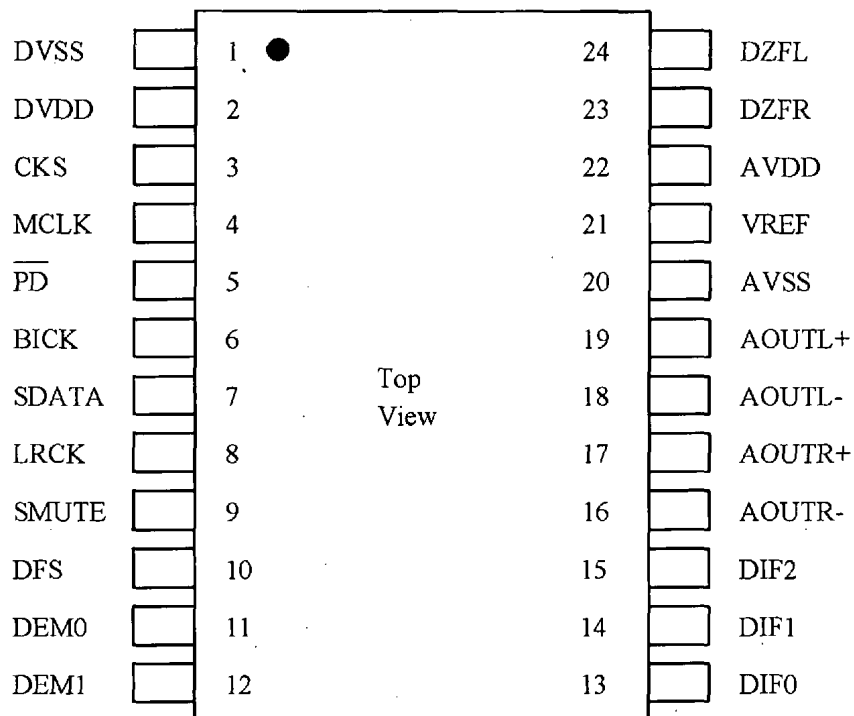 DVSS 1 24 DZFL
DVDD 2 23 DZFR
CKS 3 22 AVDD
MCLK 4 21 VREF
P̅D̅ 5 20 AVSS
BICK 6 19 AOUTL+
SDATA 7 Top 18 AOUTL-
View
LRCK 8 17 AOUTR+
SMUTE 9 16 AOUTR-
DFS 10 15 DIF2
DEM0 11 14 DIF1
DEM1 12 13 DIF0